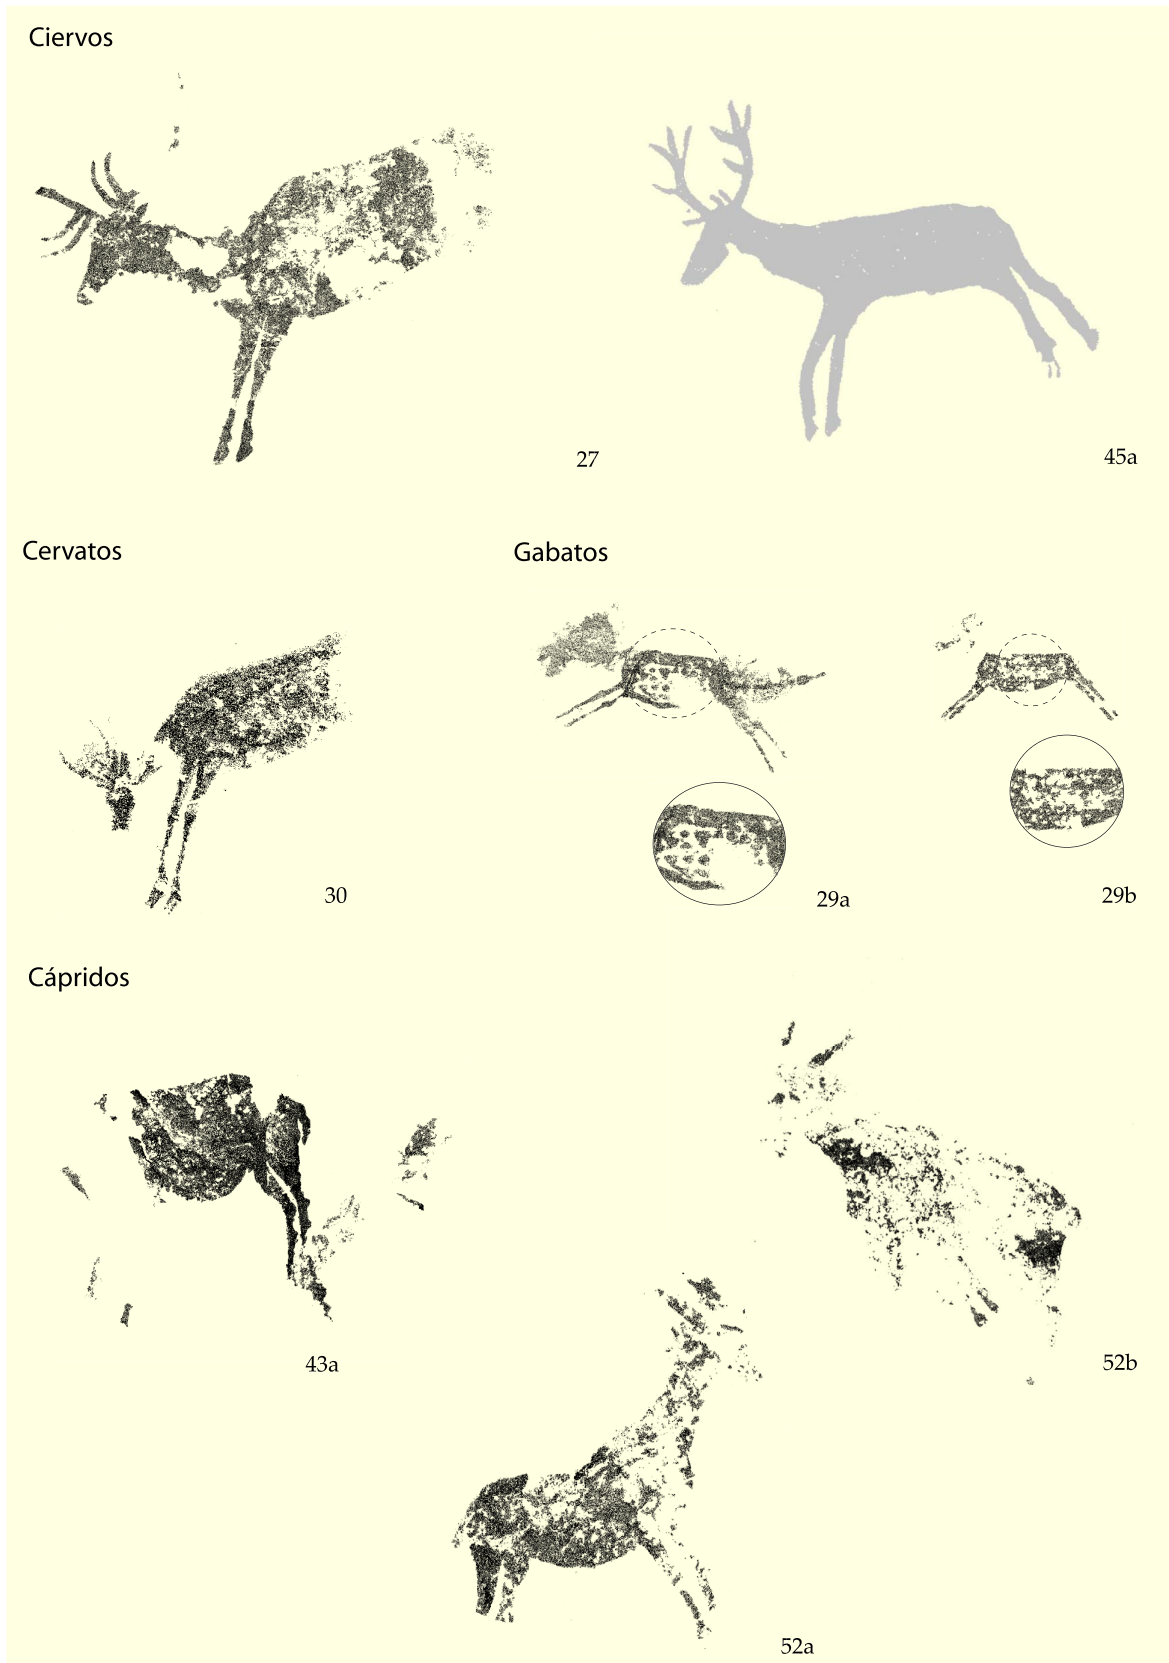 Ciervos
27
45a
Cervatos
Gabatos
30
29a
29b
Cápridos
43a
52b
52a